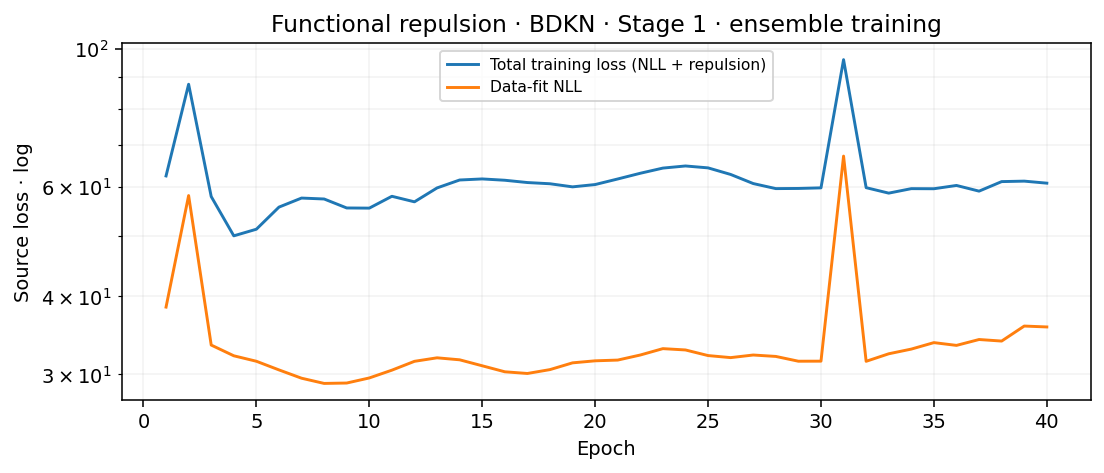 Functional repulsion · BDKN · Stage 1 · ensemble training
Total training loss (NLL + repulsion)
Data-fit NLL
Source loss · log
10²
6 × 10¹
4 × 10¹
3 × 10¹
0 5 10 15 20 25 30 35 40
Epoch